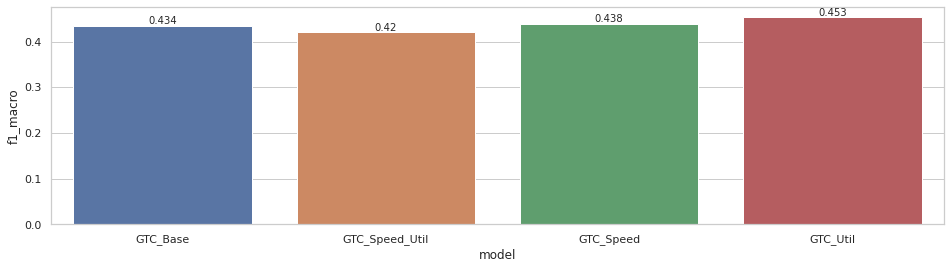 0.434
0.42
0.438
0.453
f1_macro
0.4
0.3
0.2
0.1
0.0
GTC_Base
GTC_Speed_Util
GTC_Speed
GTC_Util
model